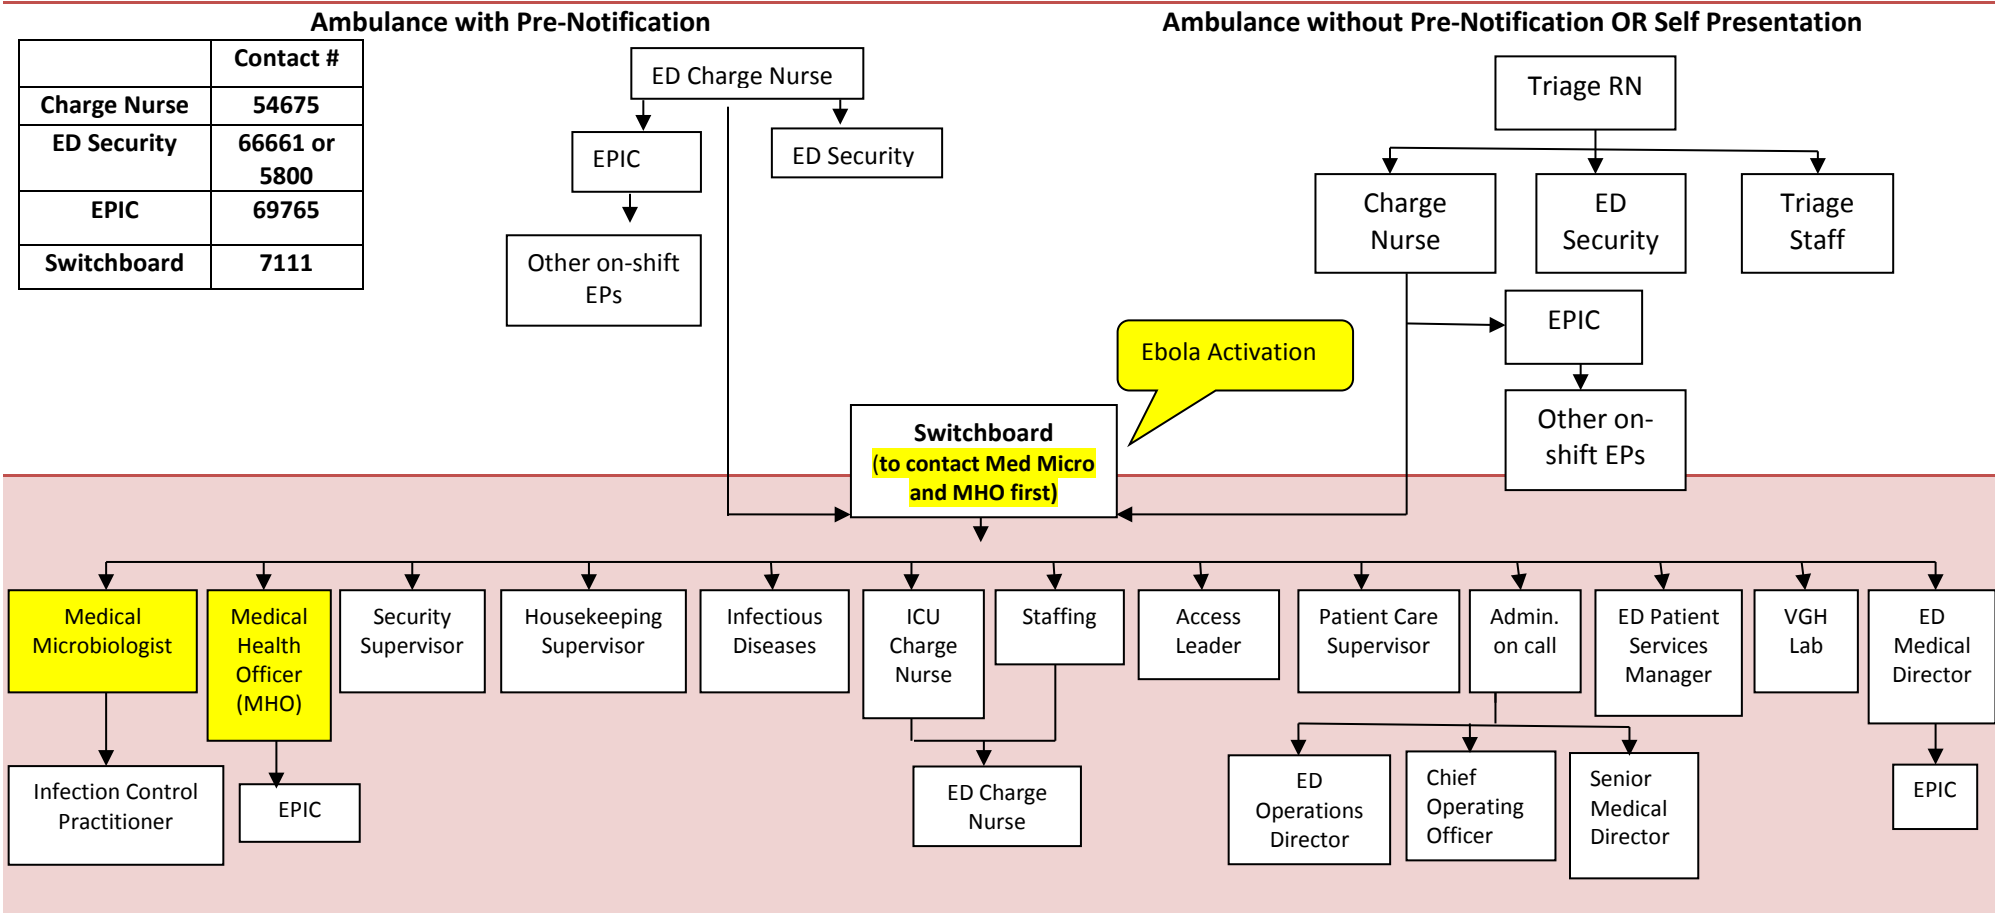 Ambulance with Pre-Notification
Ambulance without Pre-Notification OR Self Presentation
Contact #
Charge Nurse 54675
ED Security 66661 or
5800
EPIC 69765
Switchboard 7111
ED Charge Nurse
EPIC
ED Security
Other on-shift
EPs
Triage RN
Charge
Nurse
ED
Security
Triage
Staff
EPIC
Other on-
shift EPs
Ebola Activation
Switchboard
(to contact Med Micro
and MHO first)
Medical
Microbiologist
Medical
Health
Officer
(MHO)
Security
Supervisor
Housekeeping
Supervisor
Infectious
Diseases
ICU
Charge
Nurse
Staffing
Access
Leader
Patient Care
Supervisor
Admin.
on call
ED Patient
Services
Manager
VGH
Lab
ED
Medical
Director
Infection Control
Practitioner
EPIC
ED Charge
Nurse
ED
Operations
Director
Chief
Operating
Officer
Senior
Medical
Director
EPIC